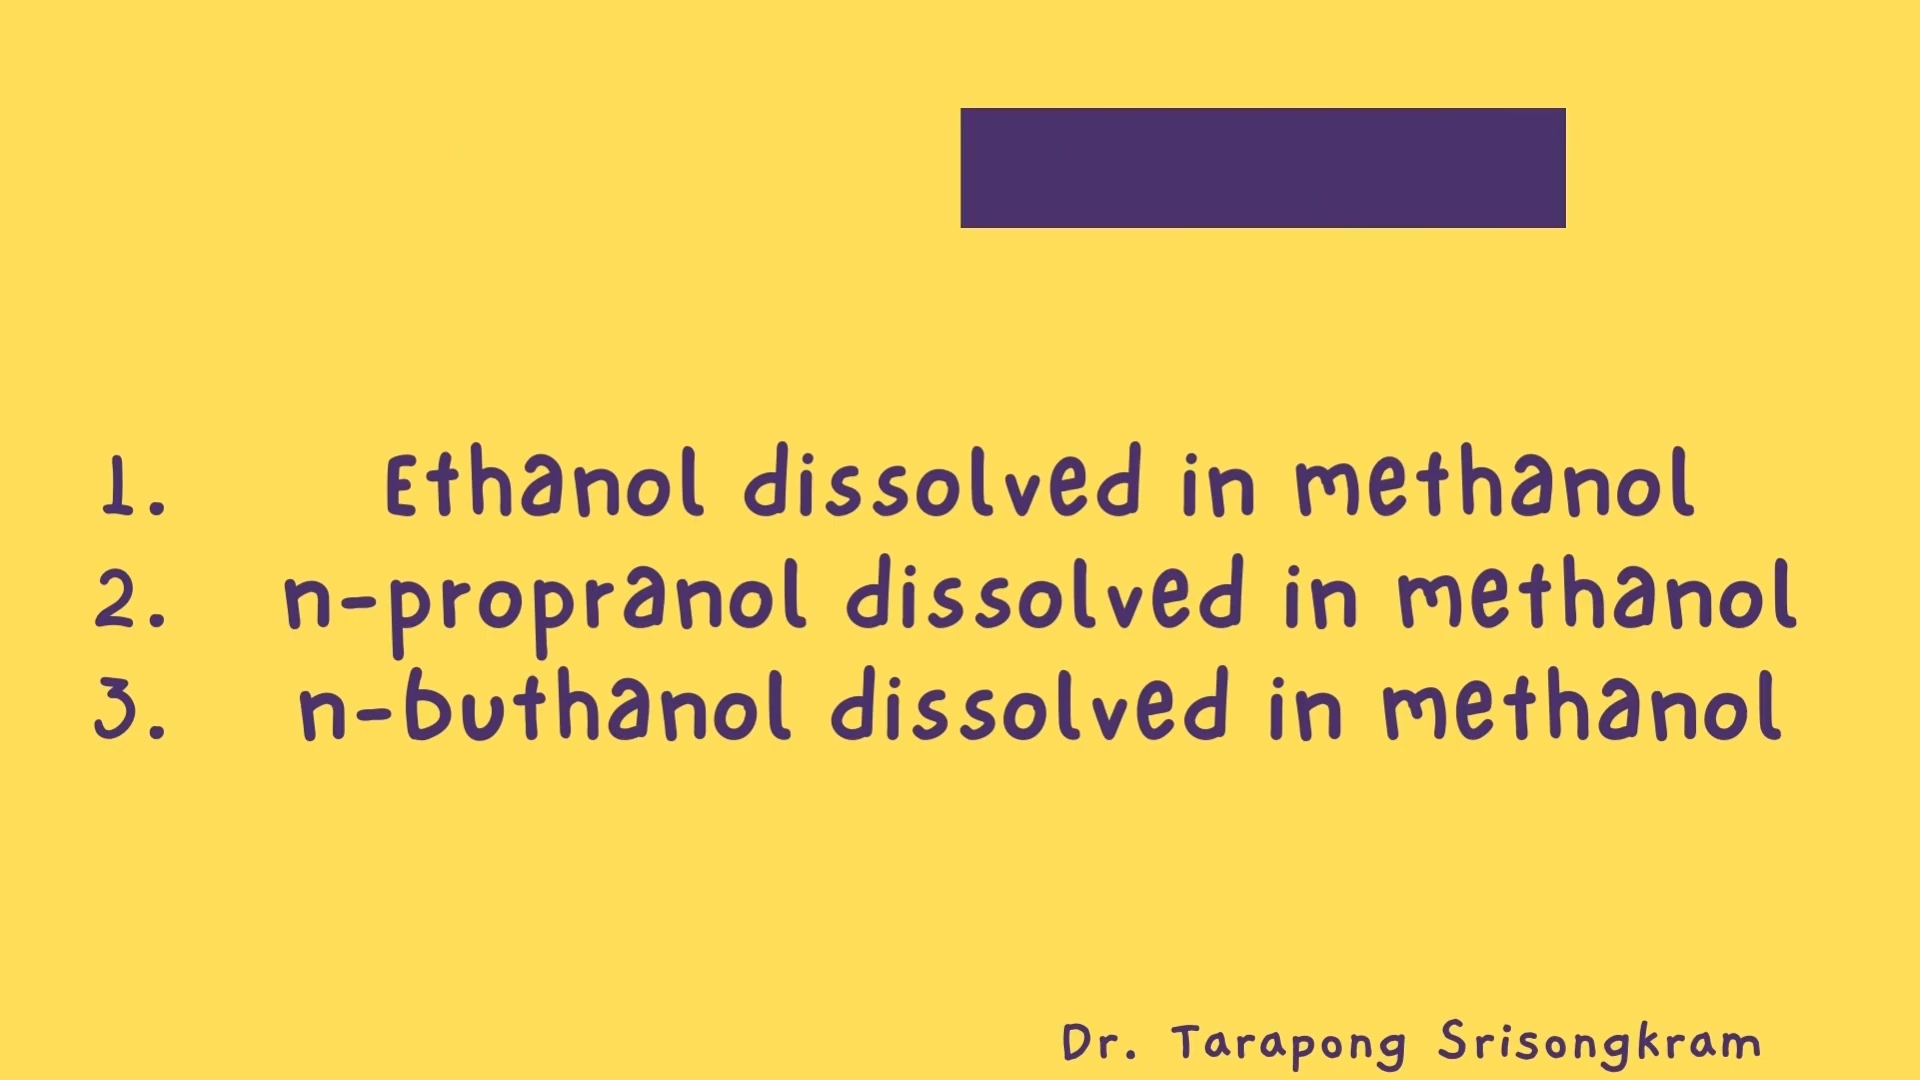 1. Ethanol dissolved in methanol
2. n-propranol dissolved in methanol
3. n-buthanol dissolved in methanol
Dr. Tarapong Srisongkram